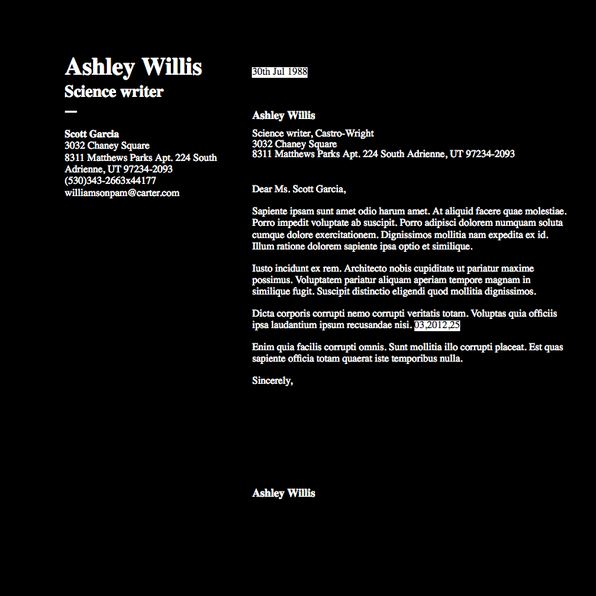 Ashley Willis
Science writer
—
Scott Garcia
3032 Chaney Square
8311 Matthews Parks Apt. 224 South
Adrienne, UT 97234-2093
(530)343-2663x44177
williamsonpam@carter.com
30th Jul 1988
Ashley Willis
Science writer, Castro-Wright
3032 Chaney Square
8311 Matthews Parks Apt. 224 South Adrienne, UT 97234-2093
Dear Ms. Scott Garcia,
Sapiente ipsam sunt amet odio harum amet. At aliquid facere quae molestiae.
Porro impedit voluptate ab suscipit. Porro adipisci dolorem numquam soluta
cumque dolore exercitationem. Dignissimos mollitia nam expedita ex id.
Illum ratione dolorem sapiente ipsa optio et similique.
Iusto incidunt ex rem. Architecto nobis cupiditate ut pariatur maxime
possimus. Voluptatem pariatur aliquam aperiam tempore magnam in
similique fugit. Suscipit distinctio eligendi quod mollitia dignissimos.
Dicta corporis corrupti nemo corrupti veritatis totam. Voluptas quia officiis
ipsa laudantium ipsum recusandae nisi. 03,2012,25
Enim quia facilis corrupti omnis. Sunt mollitia illo corrupti placeat. Est quas
sapiente officia totam quaerat iste temporibus nulla.
Sincerely,
Ashley Willis